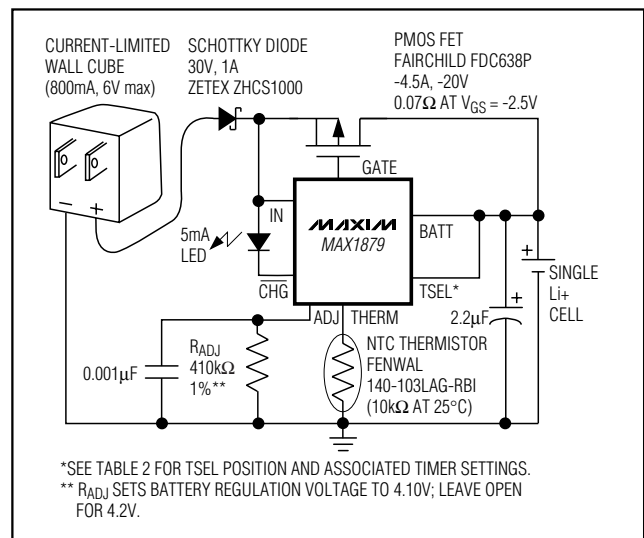 CURRENT-LIMITED
WALL CUBE
(800mA, 6V max)
SCHOTTKY DIODE
30V, 1A
ZETEX ZHCS1000
PMOS FET
FAIRCHILD FDC638P
-4.5A, -20V
0.07Ω AT VGS = -2.5V
GATE
IN
MAXIM
MAX1879
BATT
5mA
LED
CHG
TSEL*
SINGLE
Li+
CELL
ADJ THERM
2.2μF
0.001μF
RADJ
410kΩ
1%**
NTC THERMISTOR
FENWAL
140-103LAG-RBI
(10kΩ AT 25°C)
*SEE TABLE 2 FOR TSEL POSITION AND ASSOCIATED TIMER SETTINGS.
** RADJ SETS BATTERY REGULATION VOLTAGE TO 4.10V; LEAVE OPEN
FOR 4.2V.